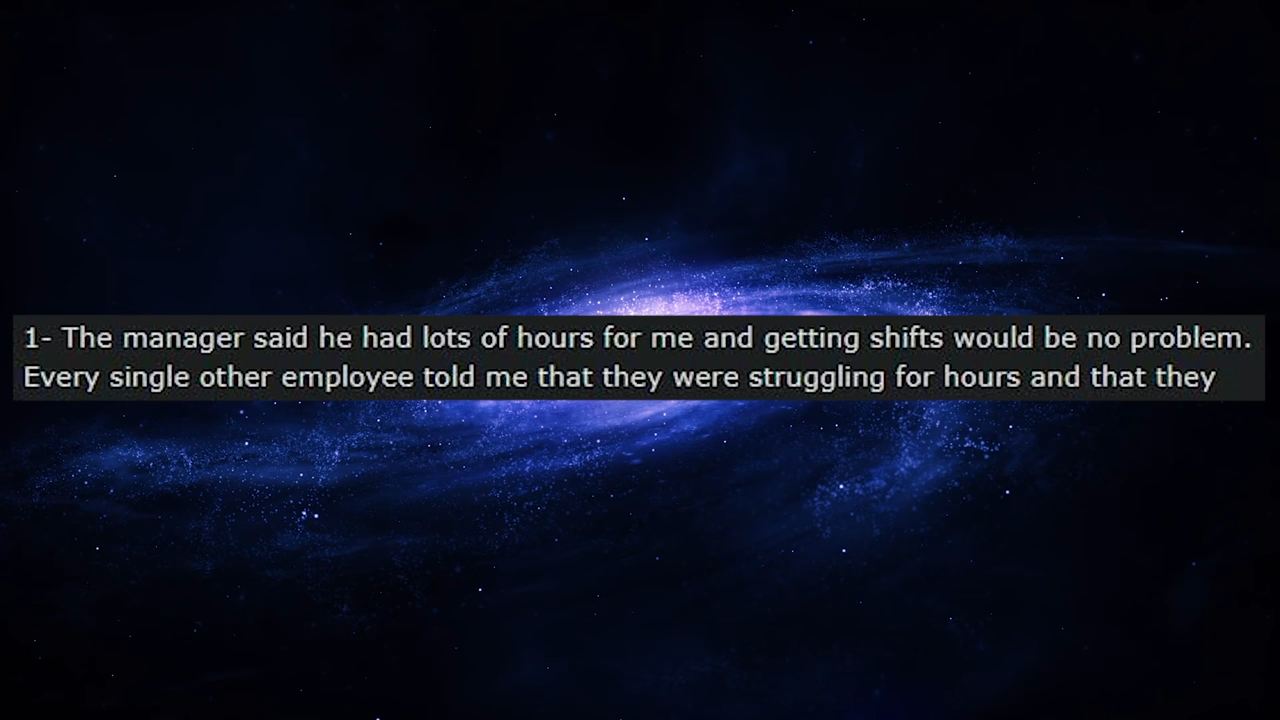 1- The manager said he had lots of hours for me and getting shifts would be no problem.
Every single other employee told me that they were struggling for hours and that they